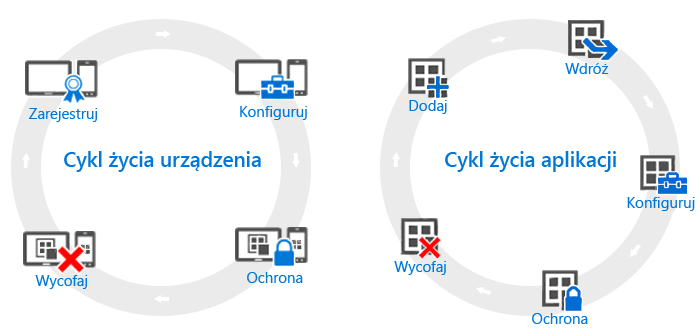 Zarejestruj
Konfiguruj
Cykl życia urządzenia
Wycofaj
Ochrona
Wdróż
Dodaj
Cykl życia aplikacji
Konfiguruj
Wycofaj
Ochrona